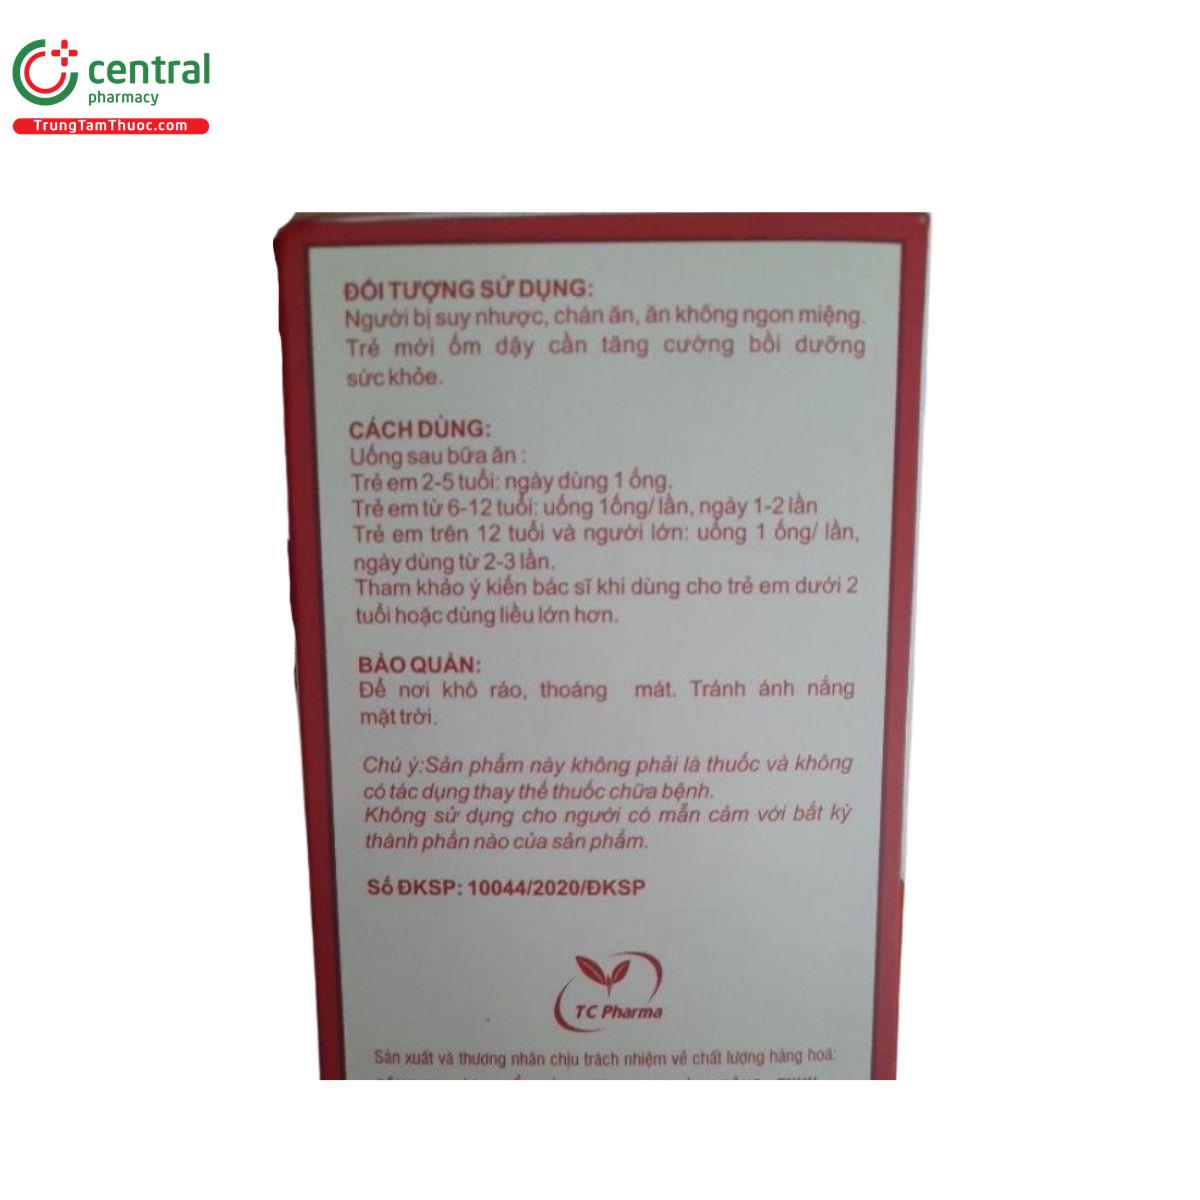 central
pharmacy
TrungTamThuoc.com
ĐỐI TƯỢNG SỬ DỤNG:
Người bị suy nhược, chán ăn, ăn không ngon miệng.
Trẻ mới ốm dậy cần tăng cường bồi dưỡng
sức khỏe.
CÁCH DÙNG:
Uống sau bữa ăn :
Trẻ em 2-5 tuổi: ngày dùng 1 ống.
Trẻ em từ 6-12 tuổi: uống 1ống/ lần, ngày 1-2 lần
Trẻ em trên 12 tuổi và người lớn: uống 1 ống/ lần,
ngày dùng từ 2-3 lần.
Tham khảo ý kiến bác sĩ khi dùng cho trẻ em dưới 2
tuổi hoặc dùng liều lớn hơn.
BẢO QUẢN:
Để nơi khô ráo, thoáng mát. Tránh ánh nắng
mặt trời.
Chú ý:Sản phẩm này không phải là thuốc và không
có tác dụng thay thế thuốc chữa bệnh.
Không sử dụng cho người có mẫn cảm với bất kỳ
thành phần nào của sản phẩm.
Số ĐKSP: 10044/2020/ĐKSP
TC Pharma
Sản xuất và thương nhân chịu trách nhiệm về chất lượng hàng hoá: